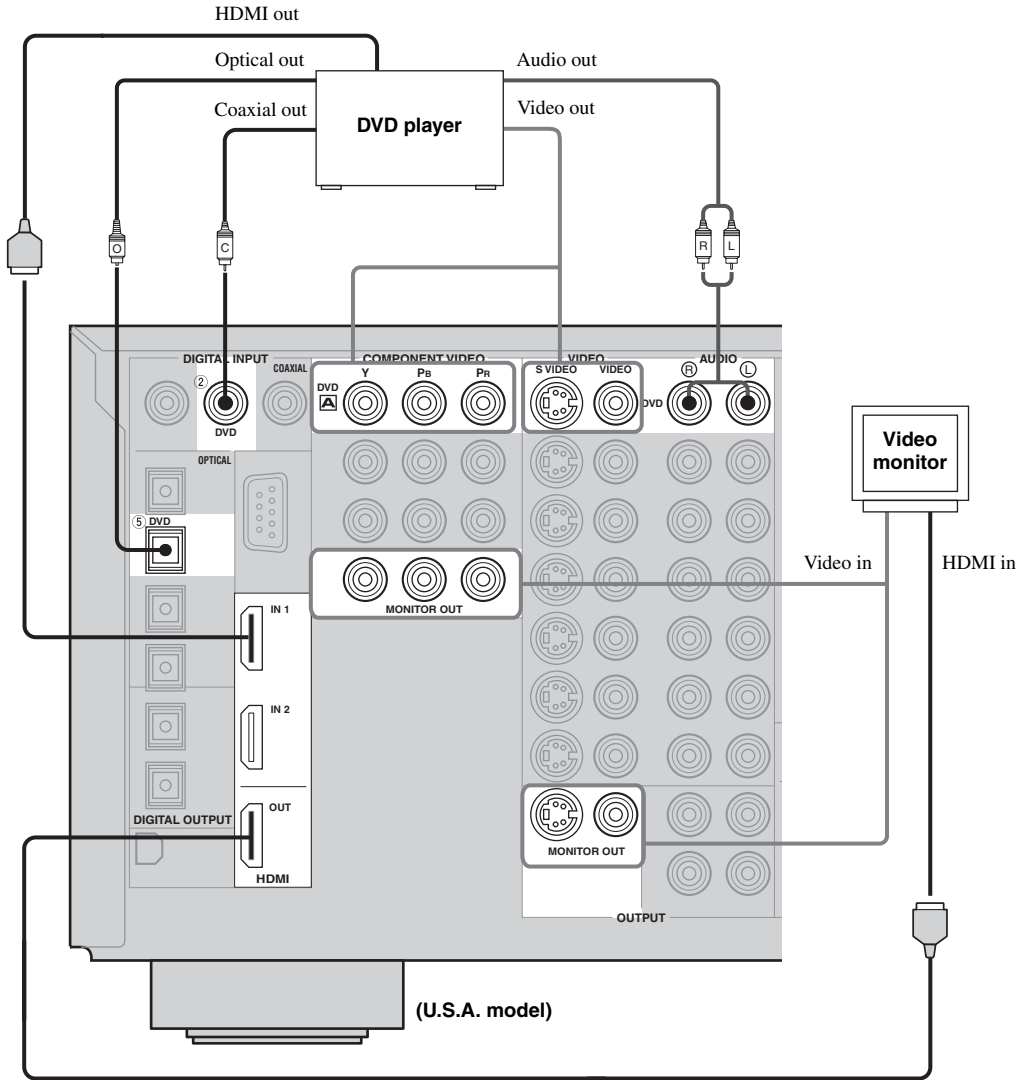 HDMI out
Optical out
Audio out
Coaxial out
Video out
DVD player
O
C
R
L
DIGITAL INPUT
COMPONENT VIDEO
VIDEO
AUDIO
COAXIAL
Y
PB
PR
S VIDEO
VIDEO
R
L
2
DVD
A
DVD
DVD
OPTICAL
5 DVD
Video
monitor
Video in
HDMI in
IN 1
MONITOR OUT
IN 2
OUT
DIGITAL OUTPUT
HDMI
MONITOR OUT
OUTPUT
(U.S.A. model)